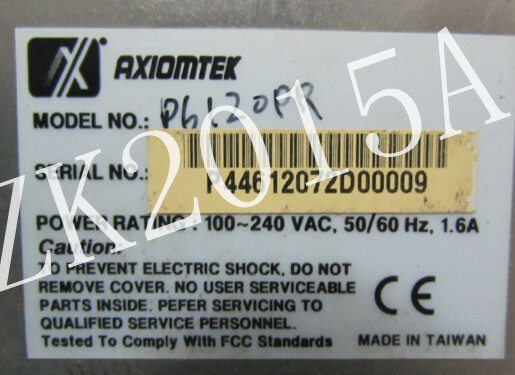 AXIOMTEK
MODEL NO.: P6120PR
SERIAL NO.:
P44612072D00009
POWER RATING: 100~240 VAC, 50/60 Hz, 1.6A
Caution:
TO PREVENT ELECTRIC SHOCK, DO NOT
REMOVE COVER. NO USER SERVICEABLE
PARTS INSIDE. PEFER SERVICING TO
QUALIFIED SERVICE PERSONNEL.
Tested To Comply With FCC Standards
CE
MADE IN TAIWAN
ZK2015A